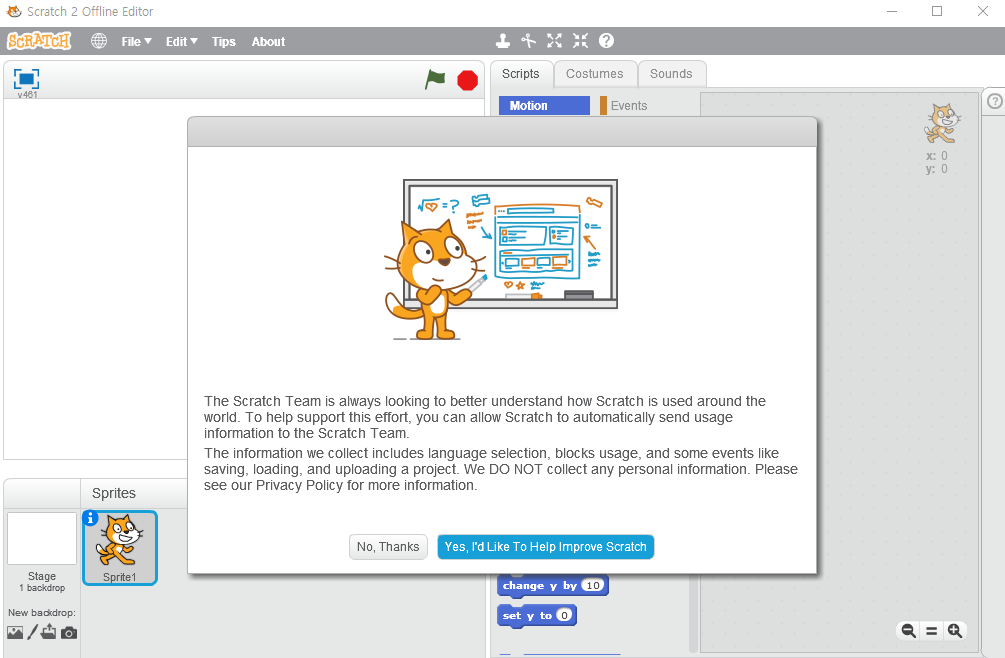 Scratch 2 Offline Editor
SCRATCH File Edit Tips About
v461
Scripts Costumes Sounds
Motion Events
x: 0
y: 0
The Scratch Team is always looking to better understand how Scratch is used around the
world. To help support this effort, you can allow Scratch to automatically send usage
information to the Scratch Team.
The information we collect includes language selection, blocks usage, and some events like
saving, loading, and uploading a project. We DO NOT collect any personal information. Please
see our Privacy Policy for more information.
No, Thanks Yes, I'd Like To Help Improve Scratch
Sprites
Sprite1
Stage
1 backdrop
New backdrop:
change y by 10
set y to 0